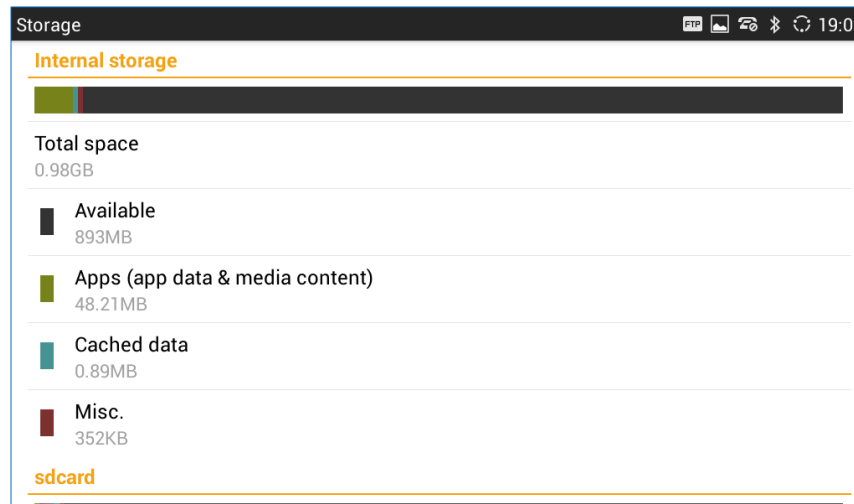 Storage FTP 19:0
Internal storage
Total space
0.98GB
Available
893MB
Apps (app data & media content)
48.21MB
Cached data
0.89MB
Misc.
352KB
sdcard